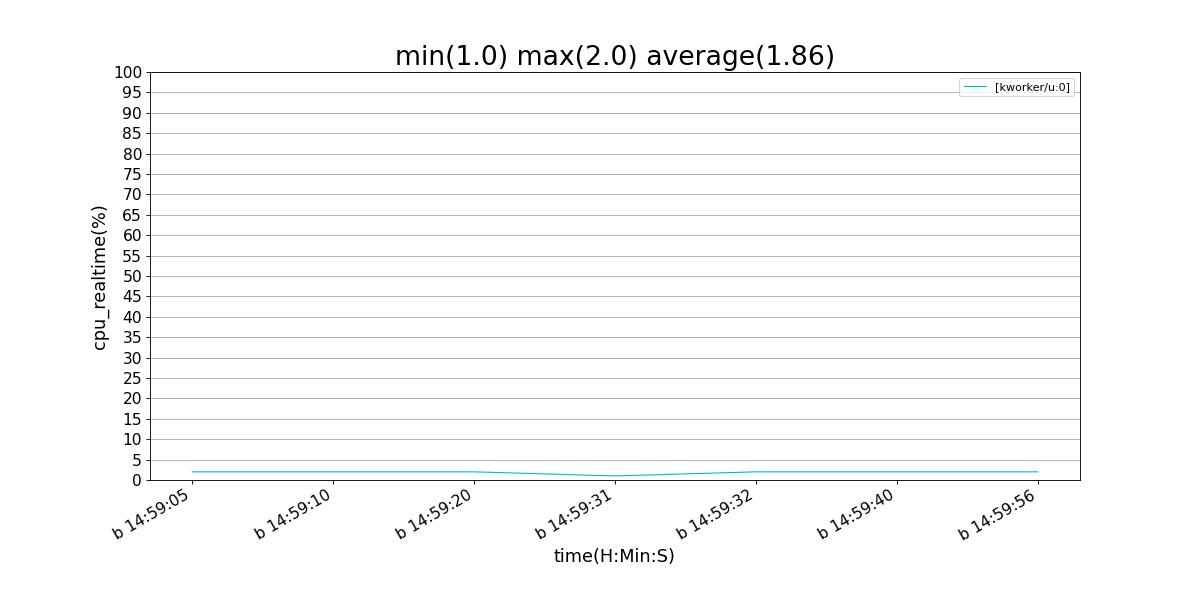 min(1.0) max(2.0) average(1.86)
[kworker/u:0]
cpu_realtime(%)
100
95
90
85
80
75
70
65
60
55
50
45
40
35
30
25
20
15
10
5
0
b 14:59:05
b 14:59:10
b 14:59:20
b 14:59:31
b 14:59:32
b 14:59:40
b 14:59:56
time(H:Min:S)